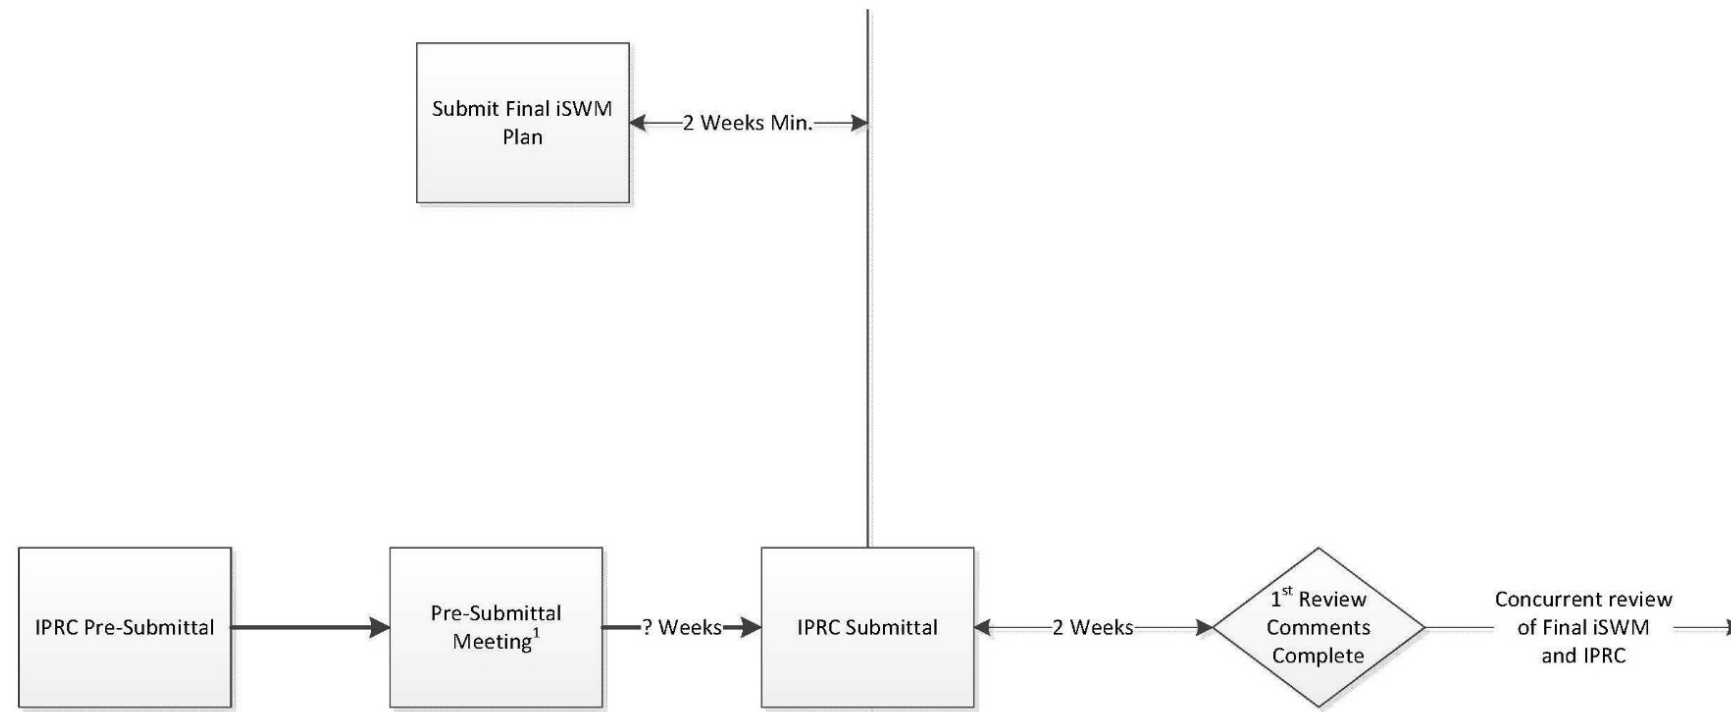 Submit Final iSWM
Plan
2 Weeks Min.
IPRC Pre-Submittal
Pre-Submittal
Meeting¹
? Weeks
IPRC Submittal
2 Weeks
1ˢᵗ Review
Comments
Complete
Concurrent review
of Final iSWM
and IPRC